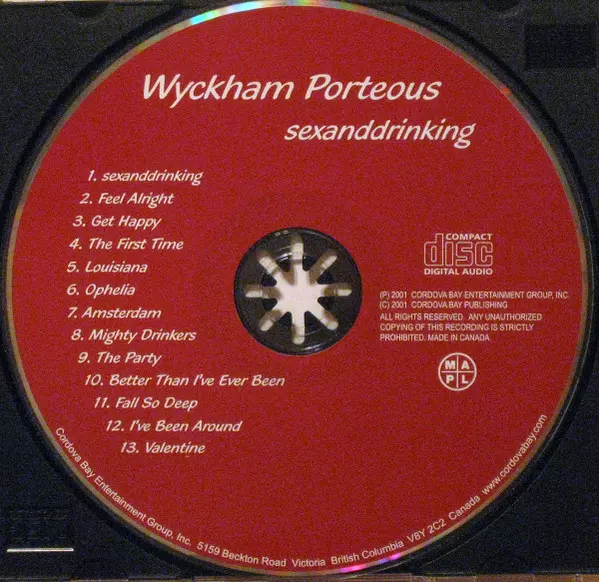 Wyckham Porteous
sexanddrinking
1. sexanddrinking
2. Feel Alright
3. Get Happy
4. The First Time
5. Louisiana
6. Ophelia
7. Amsterdam
8. Mighty Drinkers
9. The Party
10. Better Than I've Ever Been
11. Fall So Deep
12. I've Been Around
13. Valentine
COMPACT
disc
DIGITAL AUDIO
(P) 2001 CORDOVA BAY ENTERTAINMENT GROUP, INC.
(C) 2001 CORDOVA BAY PUBLISHING
ALL RIGHTS RESERVED. ANY UNAUTHORIZED
COPYING OF THIS RECORDING IS STRICTLY
PROHIBITED. MADE IN CANADA.
M A
P L
Cordova Bay Entertainment Group, Inc. 5159 Beckton Road Victoria British Columbia V8Y 2C2 Canada www.cordovabay.com